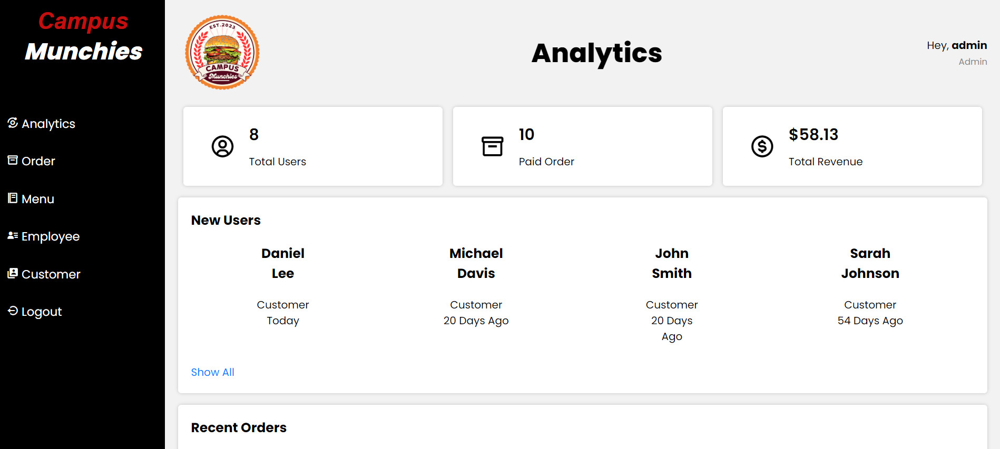 Campus
Munchies
Analytics
Order
Menu
Employee
Customer
Logout
EST.2023
CAMPUS
Munchies
Analytics
Hey, admin
Admin
8
Total Users
10
Paid Order
$58.13
Total Revenue
New Users
Daniel
Lee
Customer
Today
Michael
Davis
Customer
20 Days Ago
John
Smith
Customer
20 Days
Ago
Sarah
Johnson
Customer
54 Days Ago
Show All
Recent Orders